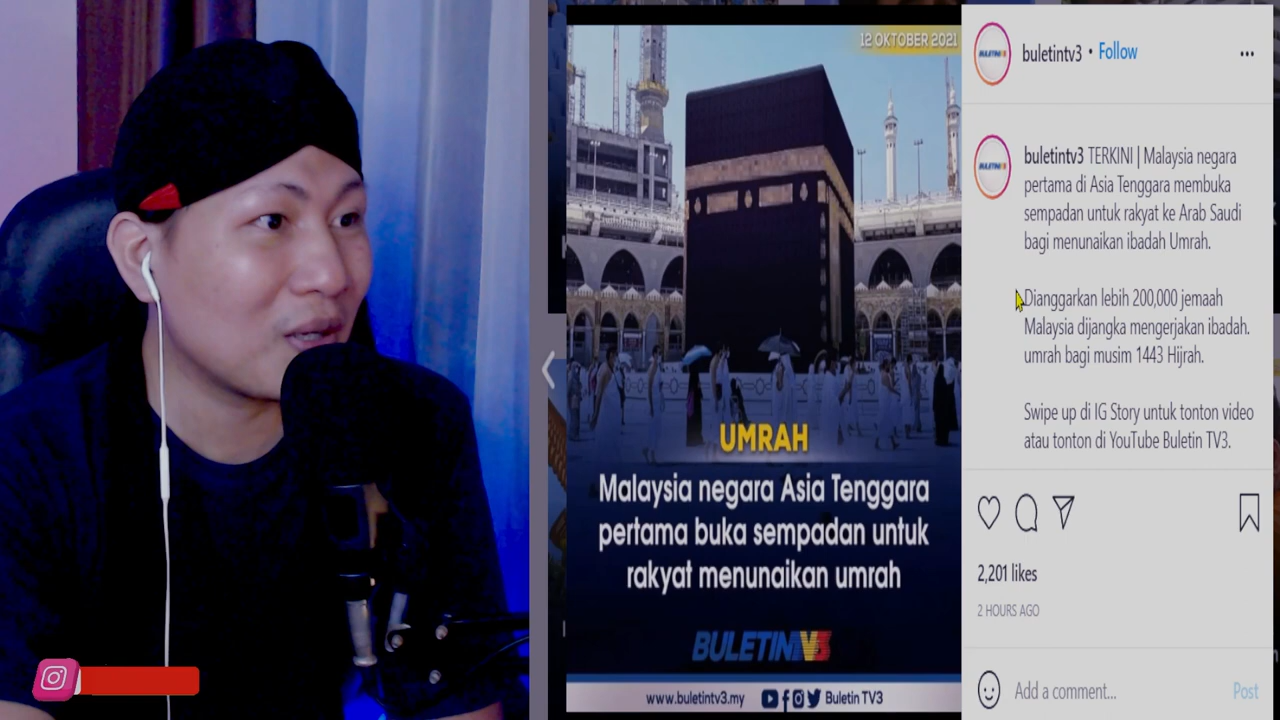 12 OKTOBER 2021
UMRAH
Malaysia negara Asia Tenggara
pertama buka sempadan untuk
rakyat menunaikan umrah
BULETINTV3
www.buletintv3.my Buletin TV3
BULETINTV3
buletintv3 • Follow
BULETINTV3
buletintv3 TERKINI | Malaysia negara
pertama di Asia Tenggara membuka
sempadan untuk rakyat ke Arab Saudi
bagi menunaikan ibadah Umrah.
Dianggarkan lebih 200,000 jemaah
Malaysia dijangka mengerjakan ibadah.
umrah bagi musim 1443 Hijrah.
Swipe up di IG Story untuk tonton video
atau tonton di YouTube Buletin TV3.
2,201 likes
2 HOURS AGO
Add a comment... Post